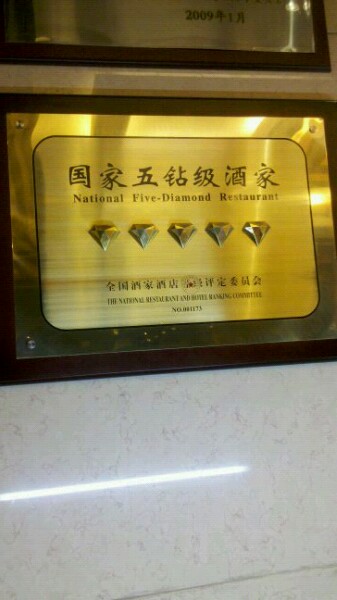 2009年1月
国家五钻级酒家
National Five-Diamond Restaurant
全国酒家酒店 评定委员会
THE NATIONAL RESTAURANT AND HOTEL RANKING COMMITTEE
NO.001173